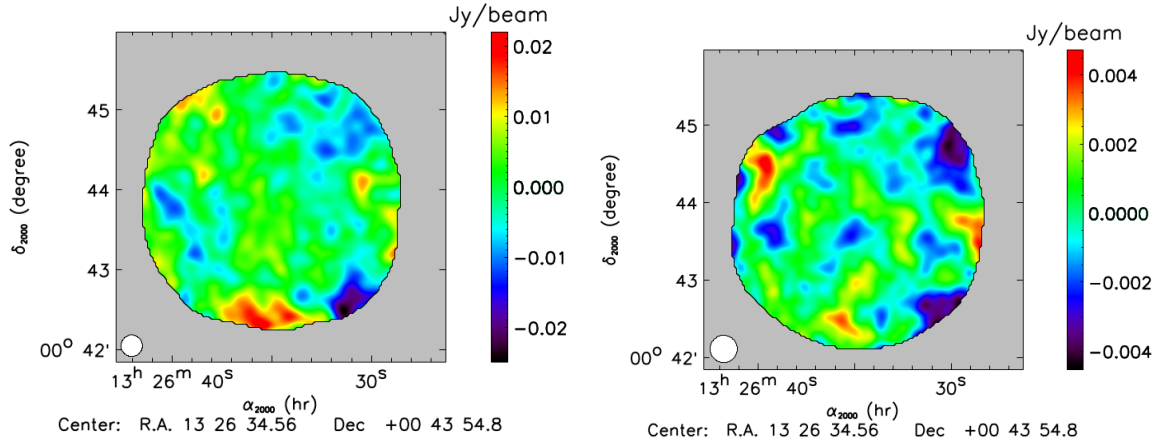 Jy/beam
0.02
0.01
0.000
−0.01
−0.02
45
44
43
00° 42'
δ2000 (degree)
13h 26m 40s 30s
α2000 (hr)
Center: R.A. 13 26 34.56 Dec +00 43 54.8
Jy/beam
0.004
0.002
0.0000
−0.002
−0.004
45
44
43
00° 42'
δ2000 (degree)
13h 26m 40s 30s
α2000 (hr)
Center: R.A. 13 26 34.56 Dec +00 43 54.8